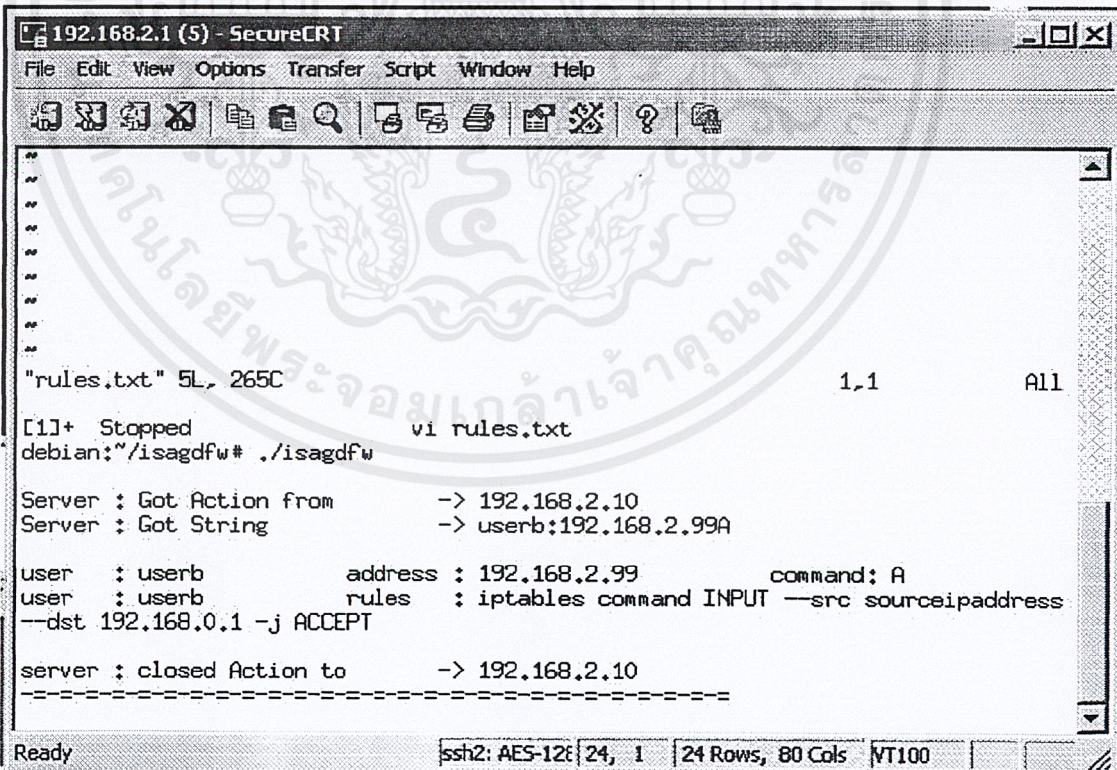 192.168.2.1 (5) - SecureCRT
File Edit View Options Transfer Script Window Help
~
~
~
~
~
~
~
~
~
"rules.txt" 5L, 265C 1,1 All
[1]+ Stopped vi rules.txt
debian:~/isagdfw# ./isagdfw
Server : Got Action from -> 192.168.2.10
Server : Got String -> userb:192.168.2.99A
user : userb address : 192.168.2.99 command: A
user : userb rules : iptables command INPUT --src sourceipaddress
--dst 192.168.0.1 -j ACCEPT
server : closed Action to -> 192.168.2.10
-=-=-=-=-=-=-=-=-=-=-=-=-=-=-=-=-=-=-=-=-=-=-=-=-=-=
Ready ssh2: AES-128 24, 1 24 Rows, 80 Cols VT100